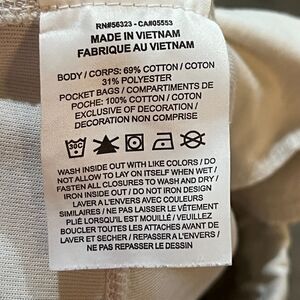 RN#56323 - CA#05553
MADE IN VIETNAM
FABRIQUE AU VIETNAM
BODY / CORPS: 69% COTTON / COTON
31% POLYESTER
POCKET BAGS / COMPARTIMENTS DE
POCHE: 100% COTTON / COTON
EXCLUSIVE OF DECORATION /
DECORATION NON COMPRISE
30C
WASH INSIDE OUT WITH LIKE COLORS / DO
NOT ALLOW TO LAY ON ITSELF WHEN WET /
FASTEN ALL CLOSURES TO WASH AND DRY /
IRON INSIDE OUT / DO NOT IRON DESIGN
LAVER A L'ENVERS AVEC COULEURS
SIMILAIRES / NE PAS LAISSER LE VÊTEMENT
PLIÉ LORSQU'IL EST MOUILLÉ / VEUILLEZ
BOUCLER TOUTES LES ATTACHES AVANT DE
LAVER ET SECHER / REPASSER A L'ENVERS /
NE PAS REPASSER LE DESSIN